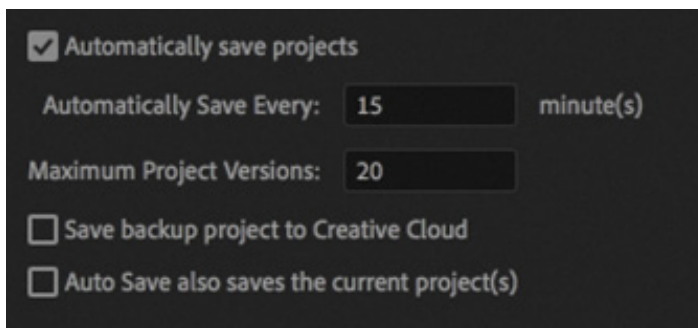 Automatically save projects
Automatically Save Every: 15 minute(s)
Maximum Project Versions: 20
Save backup project to Creative Cloud
Auto Save also saves the current project(s)